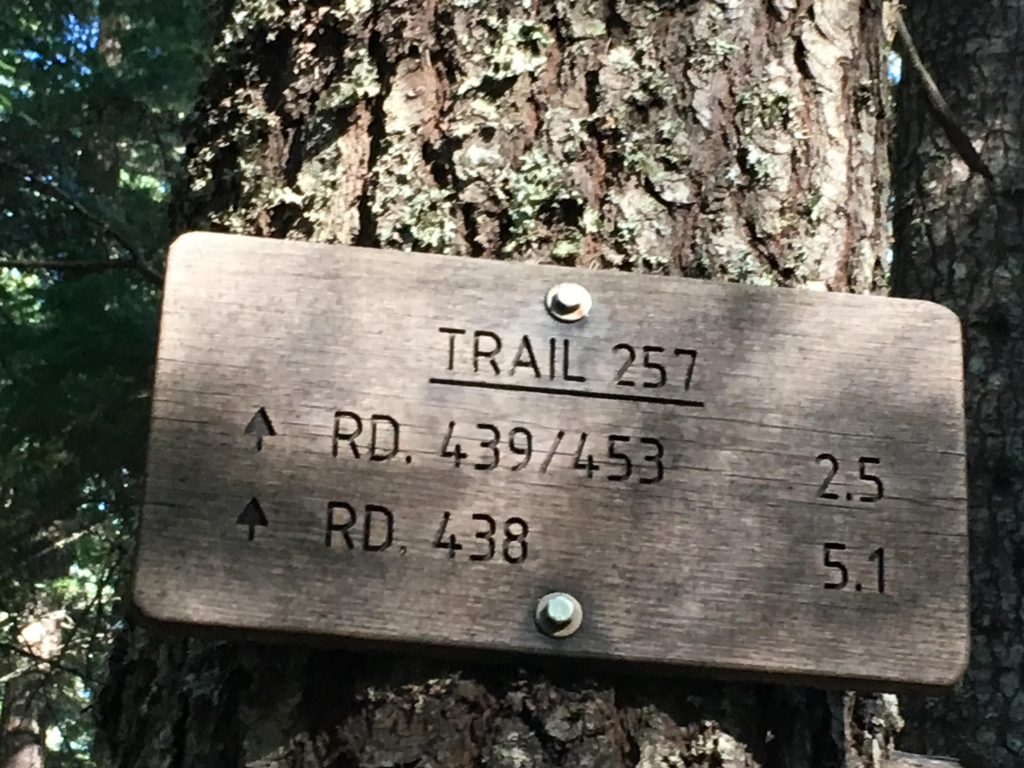 TRAIL 257
↑ RD. 439/453 2.5
↑ RD. 438 5.1